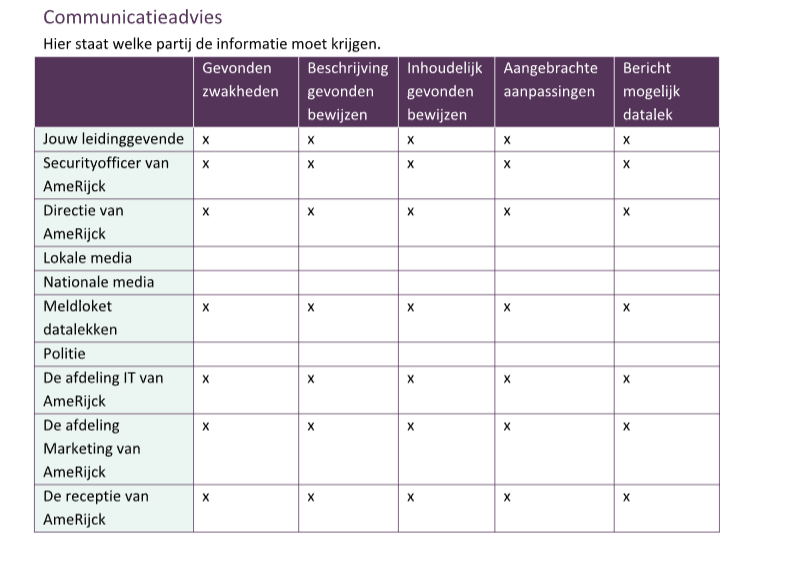 Communicatieadvies
Hier staat welke partij de informatie moet krijgen.
Gevonden zwakheden | Beschrijving gevonden bewijzen | Inhoudelijk gevonden bewijzen | Aangebrachte aanpassingen | Bericht mogelijk datalek
Jouw leidinggevende x x x x x
Securityofficer van x x x x x
AmeRijck
Directie van x x x x x
AmeRijck
Lokale media
Nationale media
Meldloket x x x x x
datalekken
Politie
De afdeling IT van x x x x x
AmeRijck
De afdeling x x x x x
Marketing van
AmeRijck
De receptie van x x x x x
AmeRijck